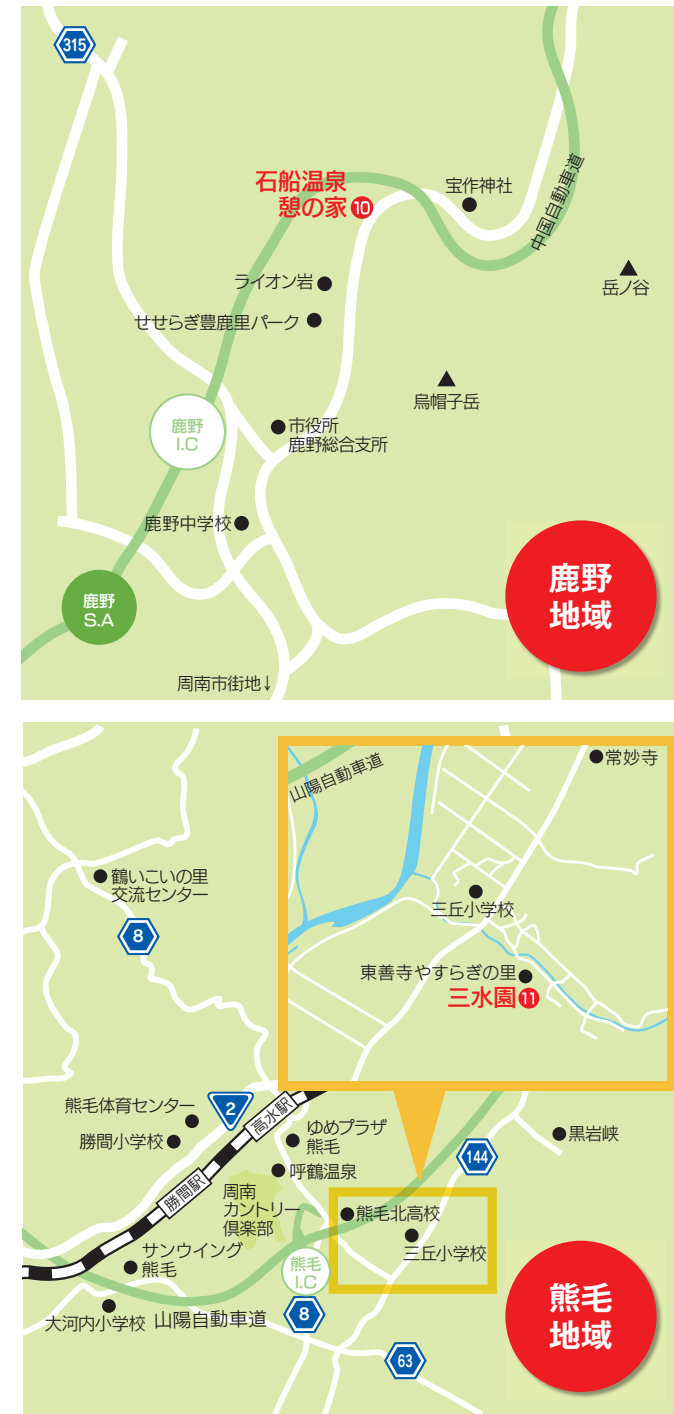 315
石船温泉
憩の家 10
宝作神社
中国自動車道
ライオン岩
岳ノ谷
せせらぎ豊鹿里パーク
烏帽子岳
鹿野
I.C
市役所
鹿野総合支所
鹿野中学校
鹿野
地域
鹿野
S.A
周南市街地↓
山陽自動車道
常妙寺
鶴いこいの里
交流センター
8
三丘小学校
東善寺やすらぎの里
三水園 11
熊毛体育センター
2
高水駅
勝間小学校
ゆめプラザ
熊毛
黒岩峡
144
呼鶴温泉
勝間駅
周南
カントリー
倶楽部
熊毛北高校
三丘小学校
サンウイング
熊毛
熊毛
I.C
大河内小学校
山陽自動車道
8
63
熊毛
地域